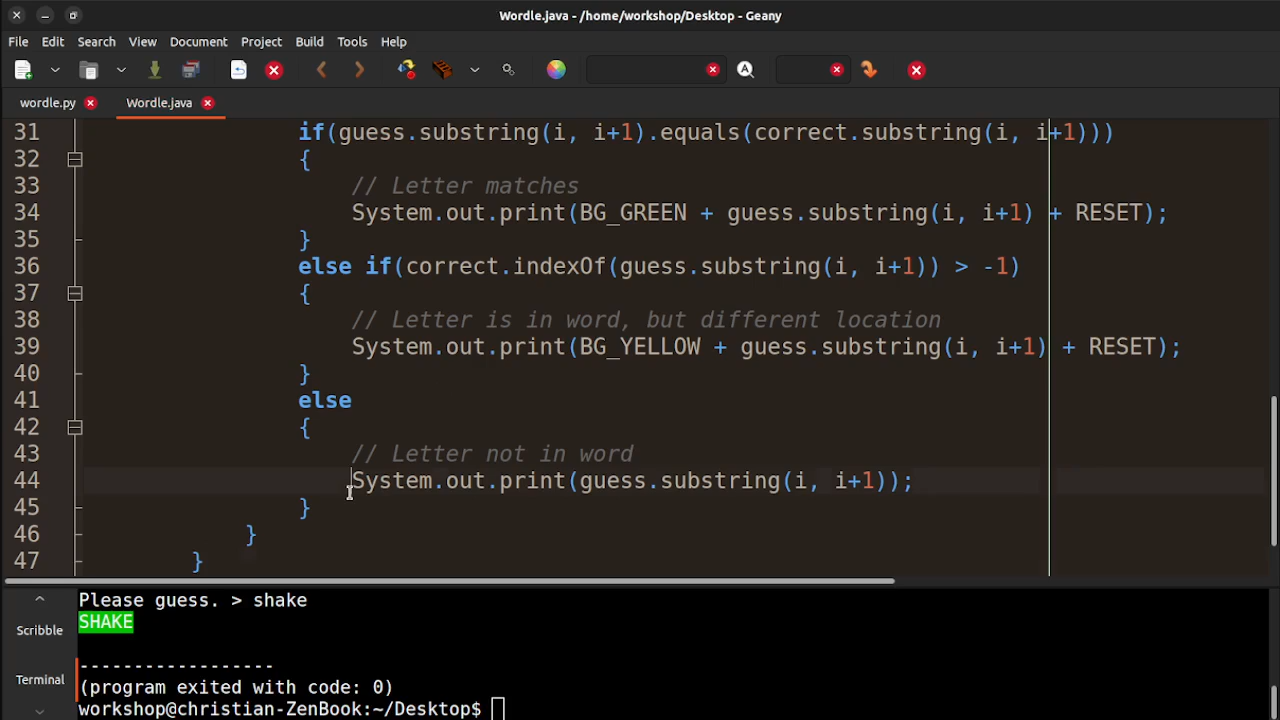 Wordle.java - /home/workshop/Desktop - Geany
File Edit Search View Document Project Build Tools Help
wordle.py Wordle.java
31 if(guess.substring(i, i+1).equals(correct.substring(i, i+1)))
32 {
33 // Letter matches
34 System.out.print(BG_GREEN + guess.substring(i, i+1) + RESET);
35 }
36 else if(correct.indexOf(guess.substring(i, i+1)) > -1)
37 {
38 // Letter is in word, but different location
39 System.out.print(BG_YELLOW + guess.substring(i, i+1) + RESET);
40 }
41 else
42 {
43 // Letter not in word
44 System.out.print(guess.substring(i, i+1));
45 }
46 }
47 }
Scribble
Terminal
Please guess. > shake
SHAKE
------------------
(program exited with code: 0)
workshop@christian-ZenBook:~/Desktop$